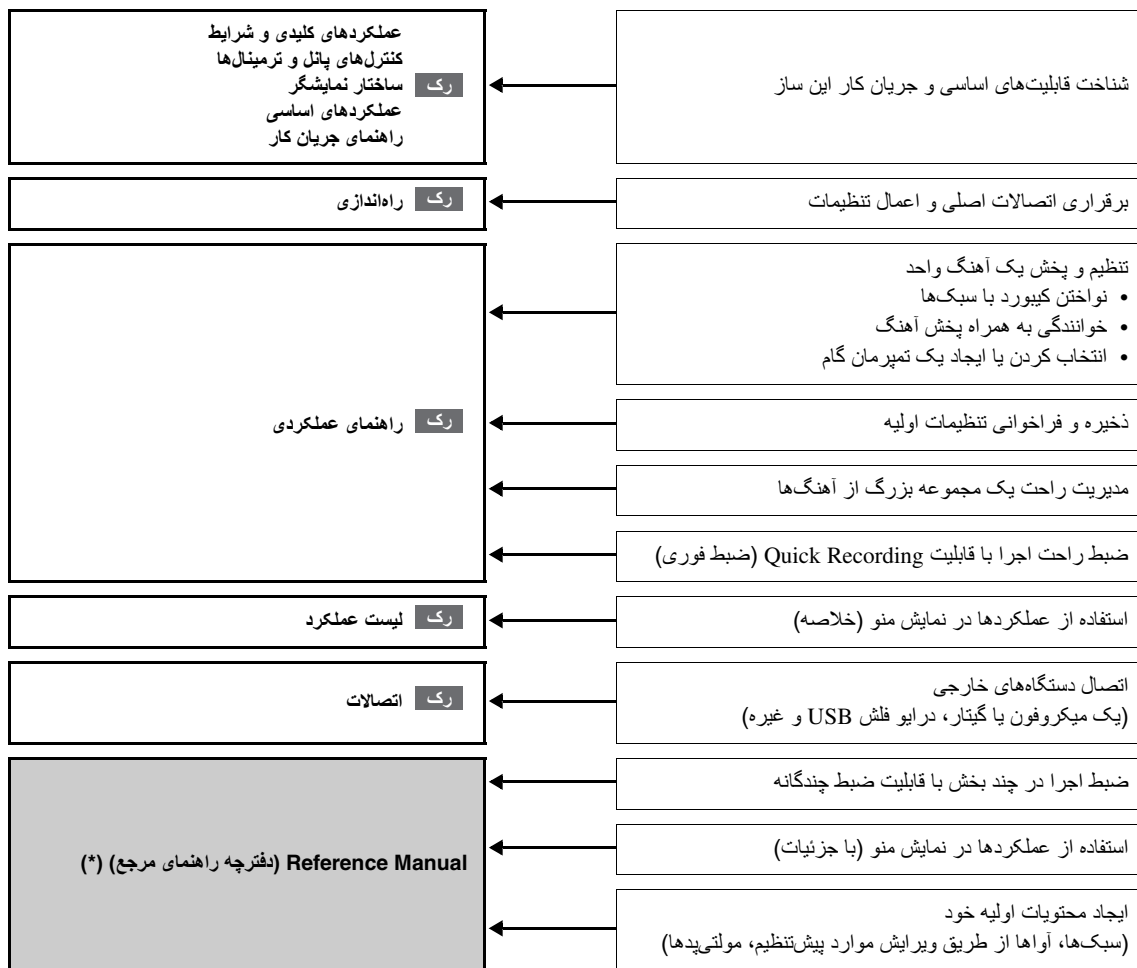 شناخت قابلیت‌های اساسی و جریان کار این ساز
عملکردهای کلیدی و شرایط
کنترل‌های پانل و ترمینال‌ها
رک ساختار نمایشگر
عملکردهای اساسی
راهنمای جریان کار
برقراری اتصالات اصلی و اعمال تنظیمات
رک راه‌اندازی
تنظیم و پخش یک آهنگ واحد
• نواختن کیبورد با سبک‌ها
• خوانندگی به همراه پخش آهنگ
• انتخاب کردن یا ایجاد یک تمپرمان گام
ذخیره و فراخوانی تنظیمات اولیه
مدیریت راحت یک مجموعه بزرگ از آهنگ‌ها
ضبط راحت اجرا با قابلیت Quick Recording (ضبط فوری)
رک راهنمای عملکردی
استفاده از عملکردها در نمایش منو (خلاصه)
رک لیست عملکرد
اتصال دستگاه‌های خارجی
(یک میکروفون یا گیتار، درایو فلش USB و غیره)
رک اتصالات
ضبط اجرا در چند بخش با قابلیت ضبط چندگانه
استفاده از عملکردها در نمایش منو (با جزئیات)
ایجاد محتویات اولیه خود
(سبک‌ها، آواها از طریق ویرایش موارد پیش‌تنظیم، مولتی‌پدها)
Reference Manual (دفترچه راهنمای مرجع) (*)